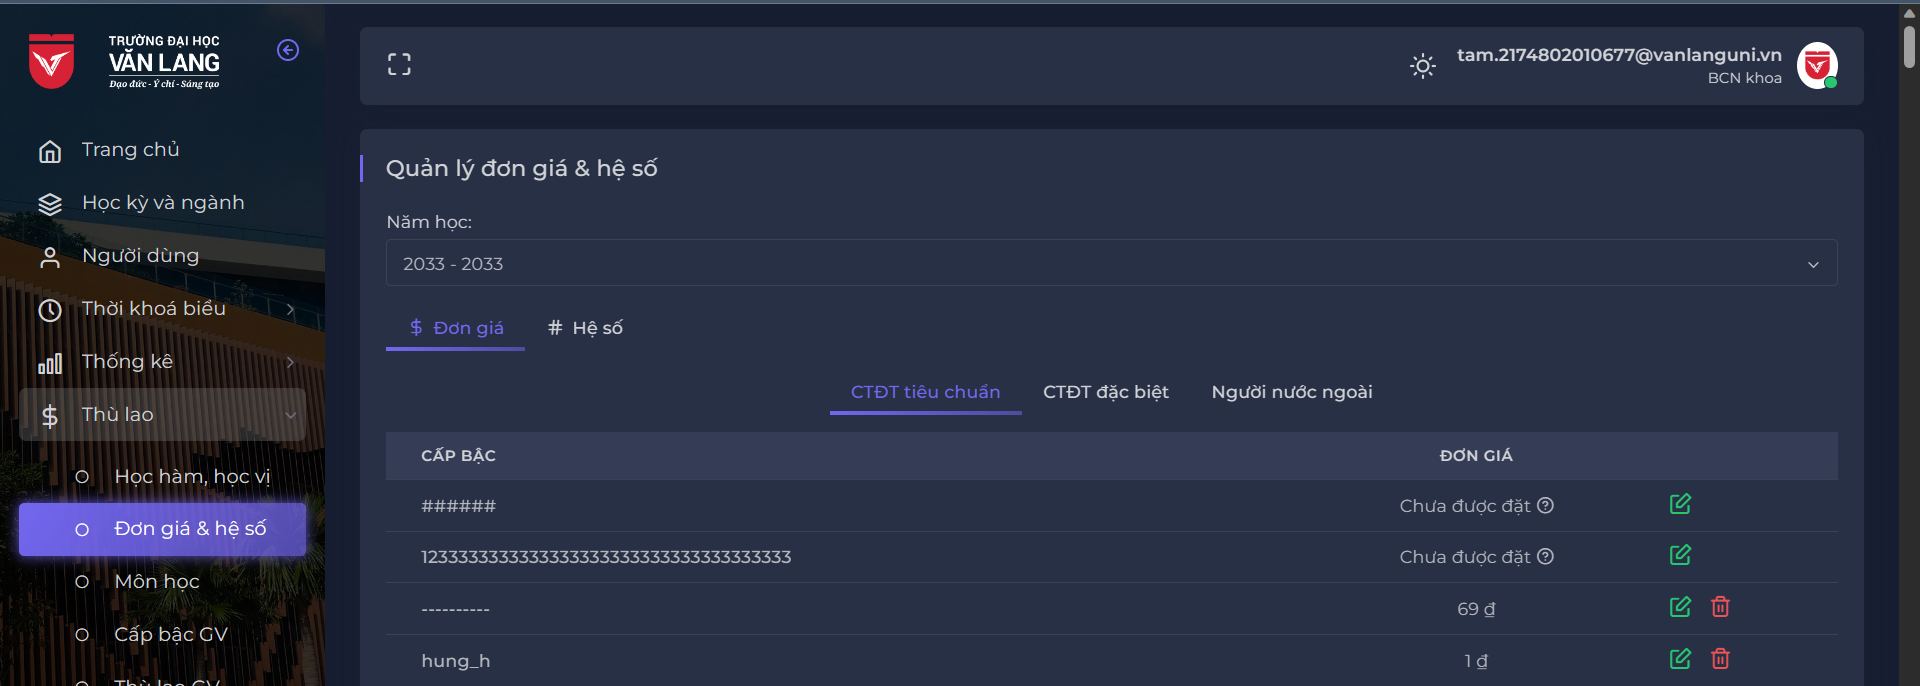 TRƯỜNG ĐẠI HỌC
VĂN LANG
Đạo đức - Ý chí - Sáng tạo
Trang chủ
Học kỳ và ngành
Người dùng
Thời khoá biểu
Thống kê
Thù lao
Học hàm, học vị
Đơn giá & hệ số
Môn học
Cấp bậc GV
Thù lao GV
tam.2174802010677@vanlanguni.vn
BCN khoa
Quản lý đơn giá & hệ số
Năm học:
2033 - 2033
$ Đơn giá # Hệ số
CTĐT tiêu chuẩn CTĐT đặc biệt Người nước ngoài
CẤP BẬC ĐƠN GIÁ
###### Chưa được đặt
1233333333333333333333333333333333333 Chưa được đặt
---------- 69 ₫
hung_h 1 ₫